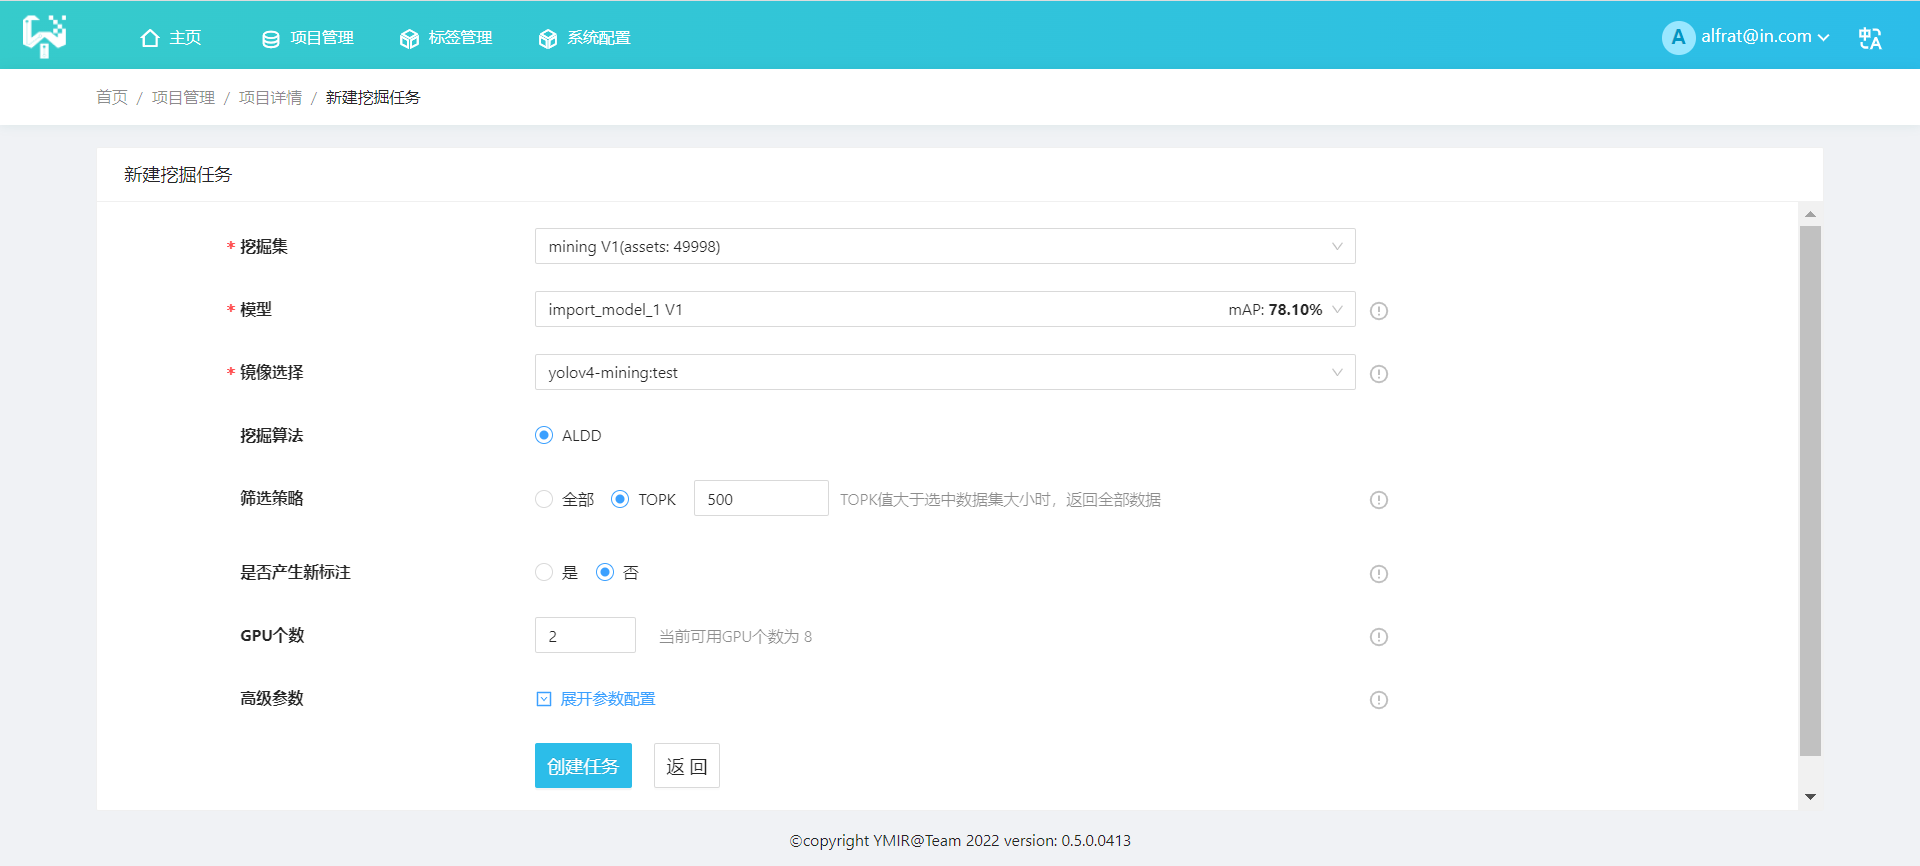 主页 项目管理 标签管理 系统配置 A alfrat@in.com
首页 / 项目管理 / 项目详情 / 新建挖掘任务
新建挖掘任务
* 挖掘集 mining V1(assets: 49998)
* 模型 import_model_1 V1 mAP: 78.10%
* 镜像选择 yolov4-mining:test
挖掘算法 ALDD
筛选策略 全部 TOPK 500 TOPK值大于选中数据集大小时，返回全部数据
是否产生新标注 是 否
GPU个数 2 当前可用GPU个数为 8
高级参数 展开参数配置
创建任务 返 回
©copyright YMIR@Team 2022 version: 0.5.0.0413